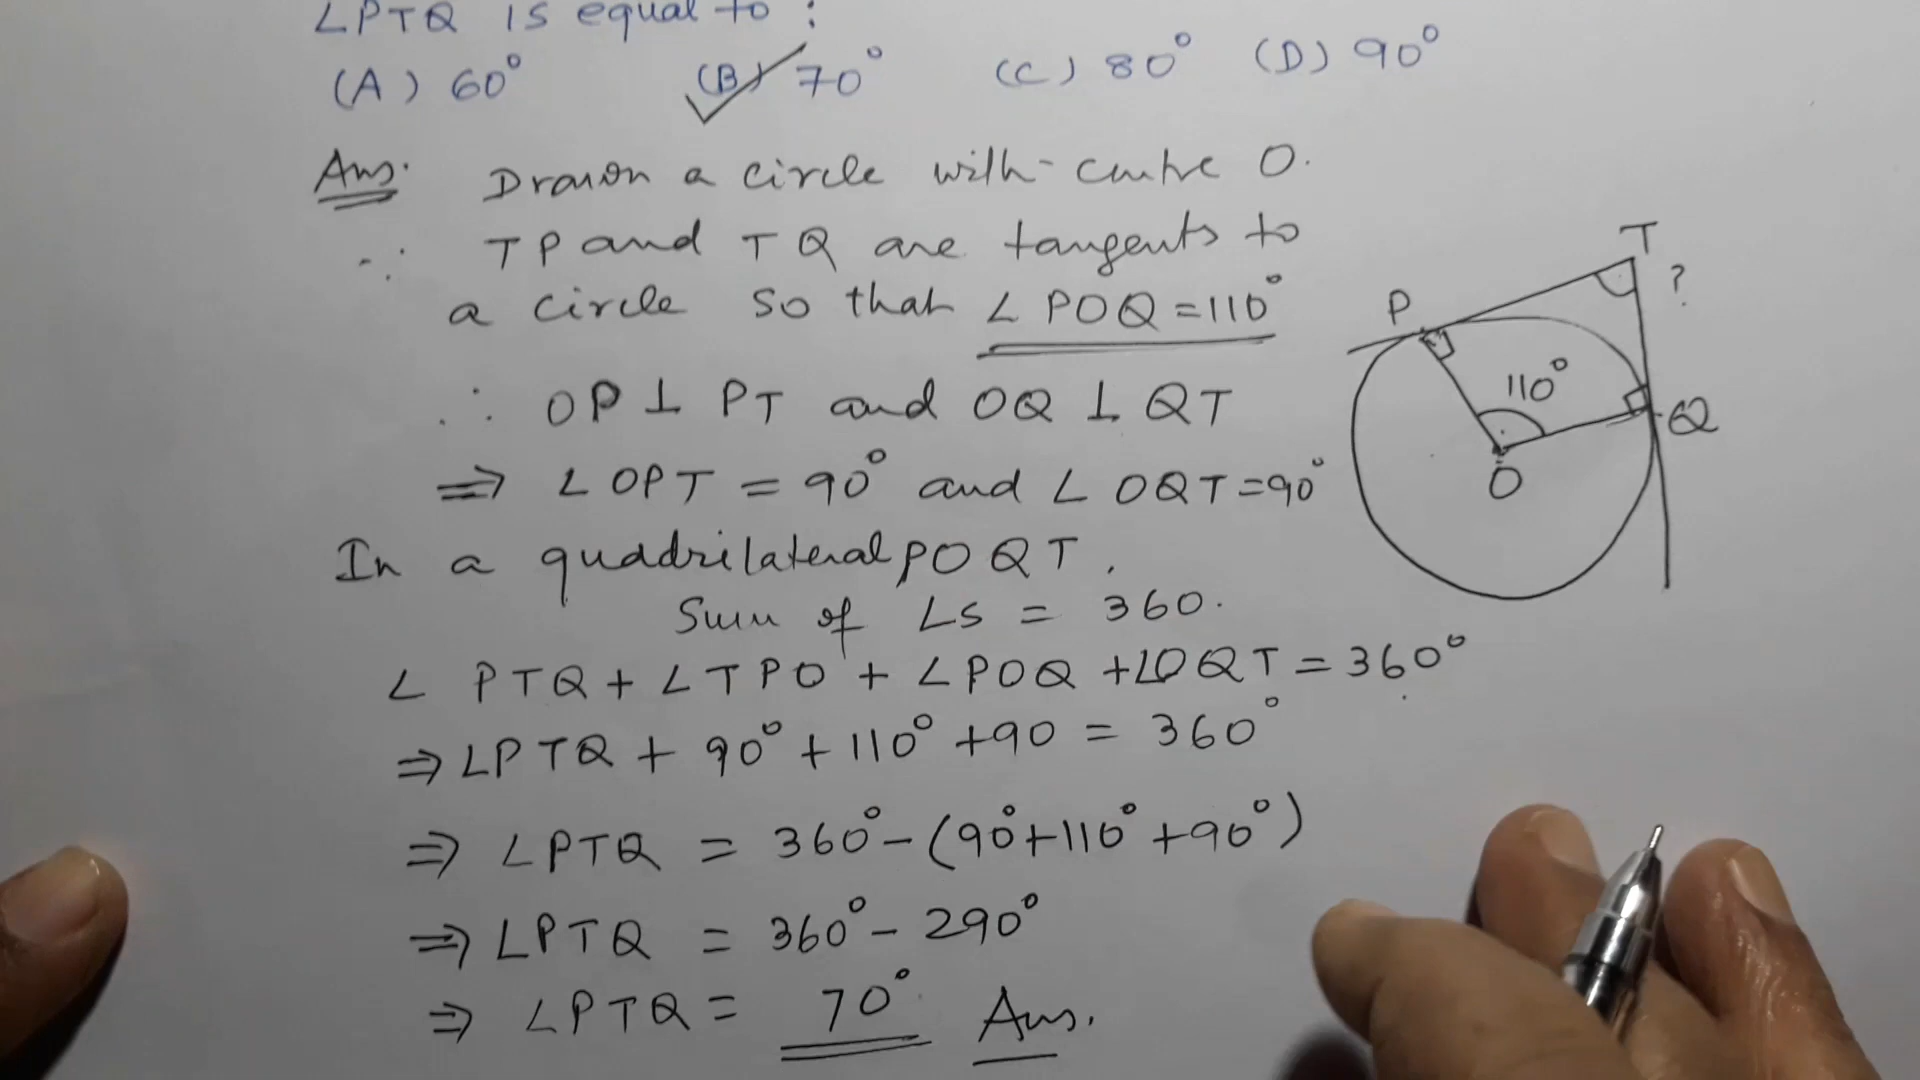 ∠PTQ is equal to :
(A) 60° (B) 70° (C) 80° (D) 90°
Ans. Drawn a circle with centre O.
∵ TP and TQ are tangents to
a circle so that ∠POQ = 110°
∴ OP ⊥ PT and OQ ⊥ QT
⇒ ∠OPT = 90° and ∠OQT = 90°
In a quadrilateral POQT,
Sum of ∠s = 360.
∠PTQ + ∠TPO + ∠POQ + ∠OQT = 360°
⇒ ∠PTQ + 90° + 110° + 90 = 360°
⇒ ∠PTQ = 360° - (90° + 110° + 90°)
⇒ ∠PTQ = 360° - 290°
⇒ ∠PTQ = 70° Ans.
T
?
P
110°
Q
O